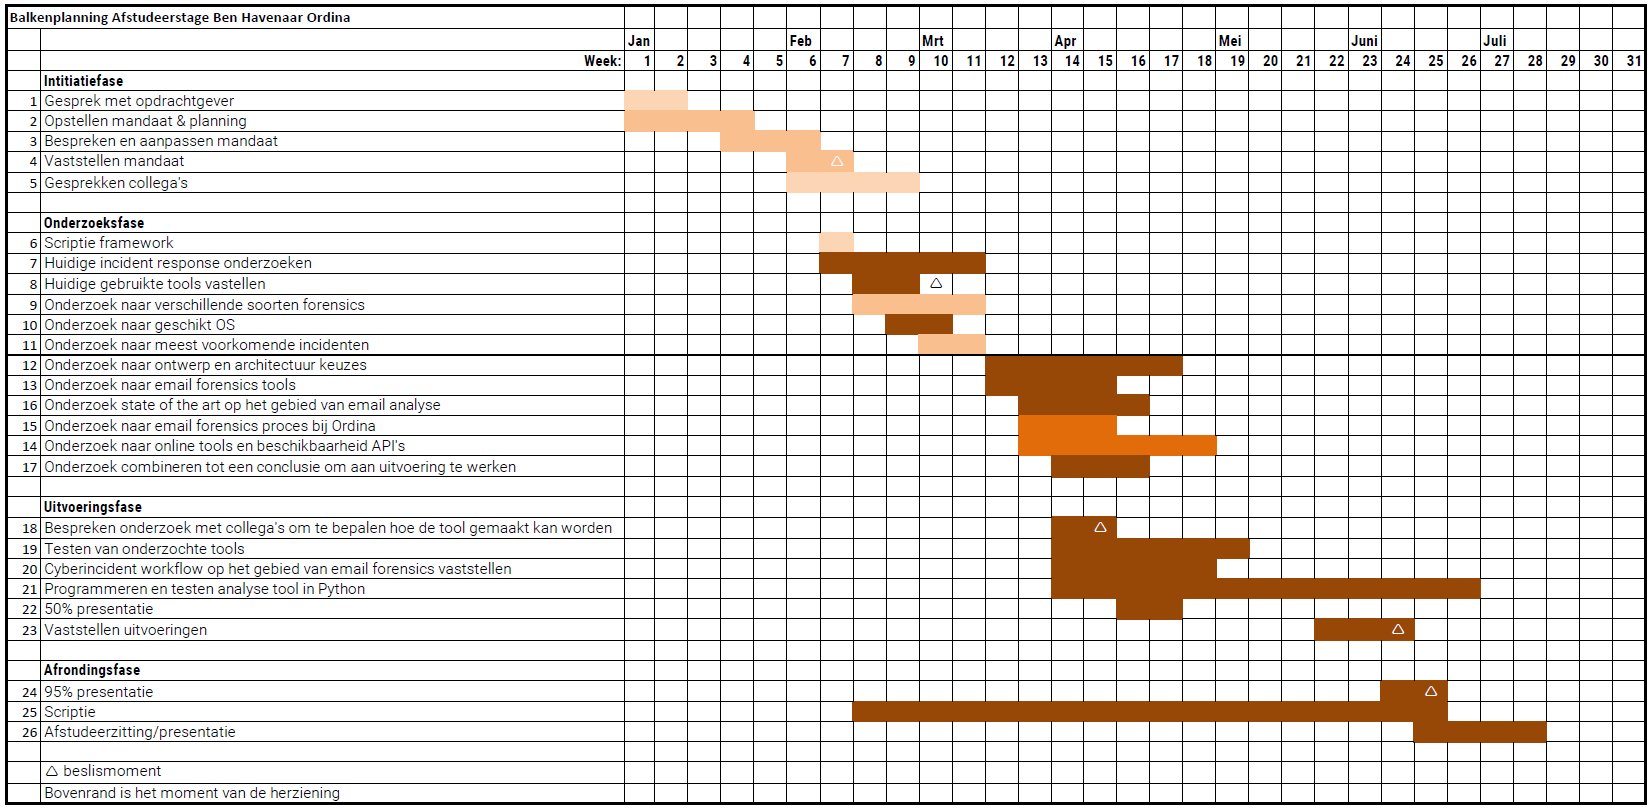 Balkenplanning Afstudeerstage Ben Havenaar Ordina
Jan Feb Mrt Apr Mei Juni Juli
Week: 1 2 3 4 5 6 7 8 9 10 11 12 13 14 15 16 17 18 19 20 21 22 23 24 25 26 27 28 29 30 31
Intitiatiefase
1 Gesprek met opdrachtgever
2 Opstellen mandaat & planning
3 Bespreken en aanpassen mandaat
4 Vaststellen mandaat △
5 Gesprekken collega's
Onderzoeksfase
6 Scriptie framework
7 Huidige incident response onderzoeken
8 Huidige gebruikte tools vastellen △
9 Onderzoek naar verschillende soorten forensics
10 Onderzoek naar geschikt OS
11 Onderzoek naar meest voorkomende incidenten
12 Onderzoek naar ontwerp en architectuur keuzes
13 Onderzoek naar email forensics tools
16 Onderzoek state of the art op het gebied van email analyse
15 Onderzoek naar email forensics proces bij Ordina
14 Onderzoek naar online tools en beschikbaarheid API's
17 Onderzoek combineren tot een conclusie om aan uitvoering te werken
Uitvoeringsfase
18 Bespreken onderzoek met collega's om te bepalen hoe de tool gemaakt kan worden △
19 Testen van onderzochte tools
20 Cyberincident workflow op het gebied van email forensics vaststellen
21 Programmeren en testen analyse tool in Python
22 50% presentatie
23 Vaststellen uitvoeringen △
Afrondingsfase
24 95% presentatie △
25 Scriptie
26 Afstudeerzitting/presentatie
△ beslismoment
Bovenrand is het moment van de herziening